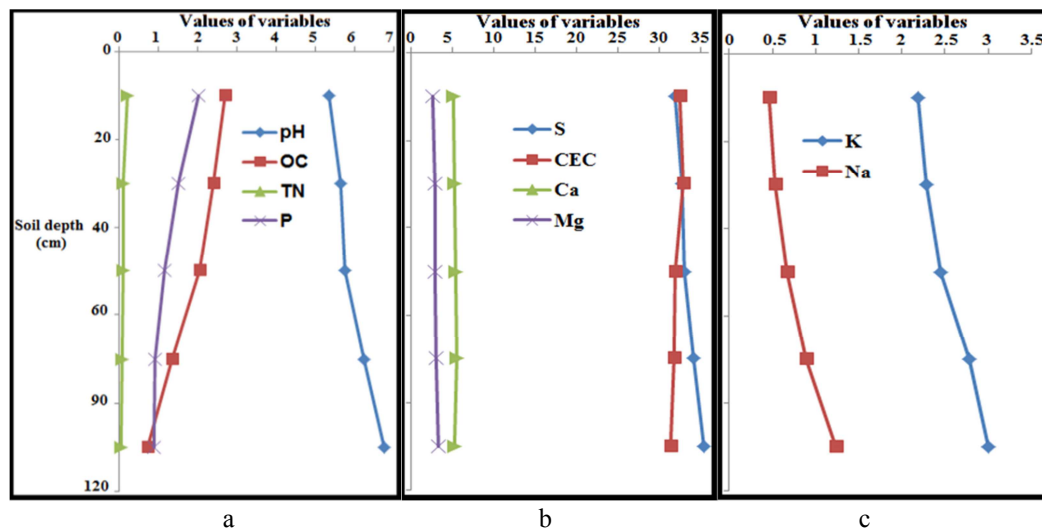 Values of variables
0 1 2 3 4 5 6 7
0
20
40
60
90
120
Soil depth
(cm)
pH
OC
TN
P
a
Values of variables
0 5 10 15 20 25 30 35
S
CEC
Ca
Mg
b
Values of variables
0 0.5 1 1.5 2 2.5 3 3.5
K
Na
c